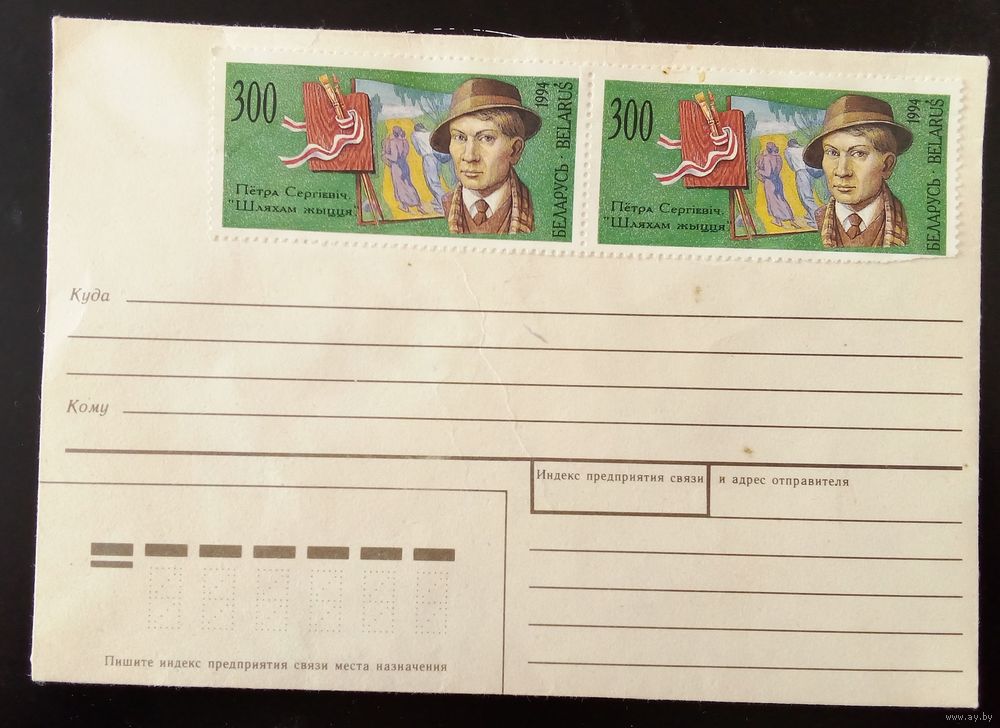 300
1994
Пётра Сергіевіч.
"Шляхам жыцця"
БЕЛАРУСЬ · BELARUS
300
1994
Пётра Сергіевіч.
"Шляхам жыцця"
БЕЛАРУСЬ · BELARUS
Куда
Кому
Индекс предприятия связи и адрес отправителя
Пишите индекс предприятия связи места назначения
www.ay.by